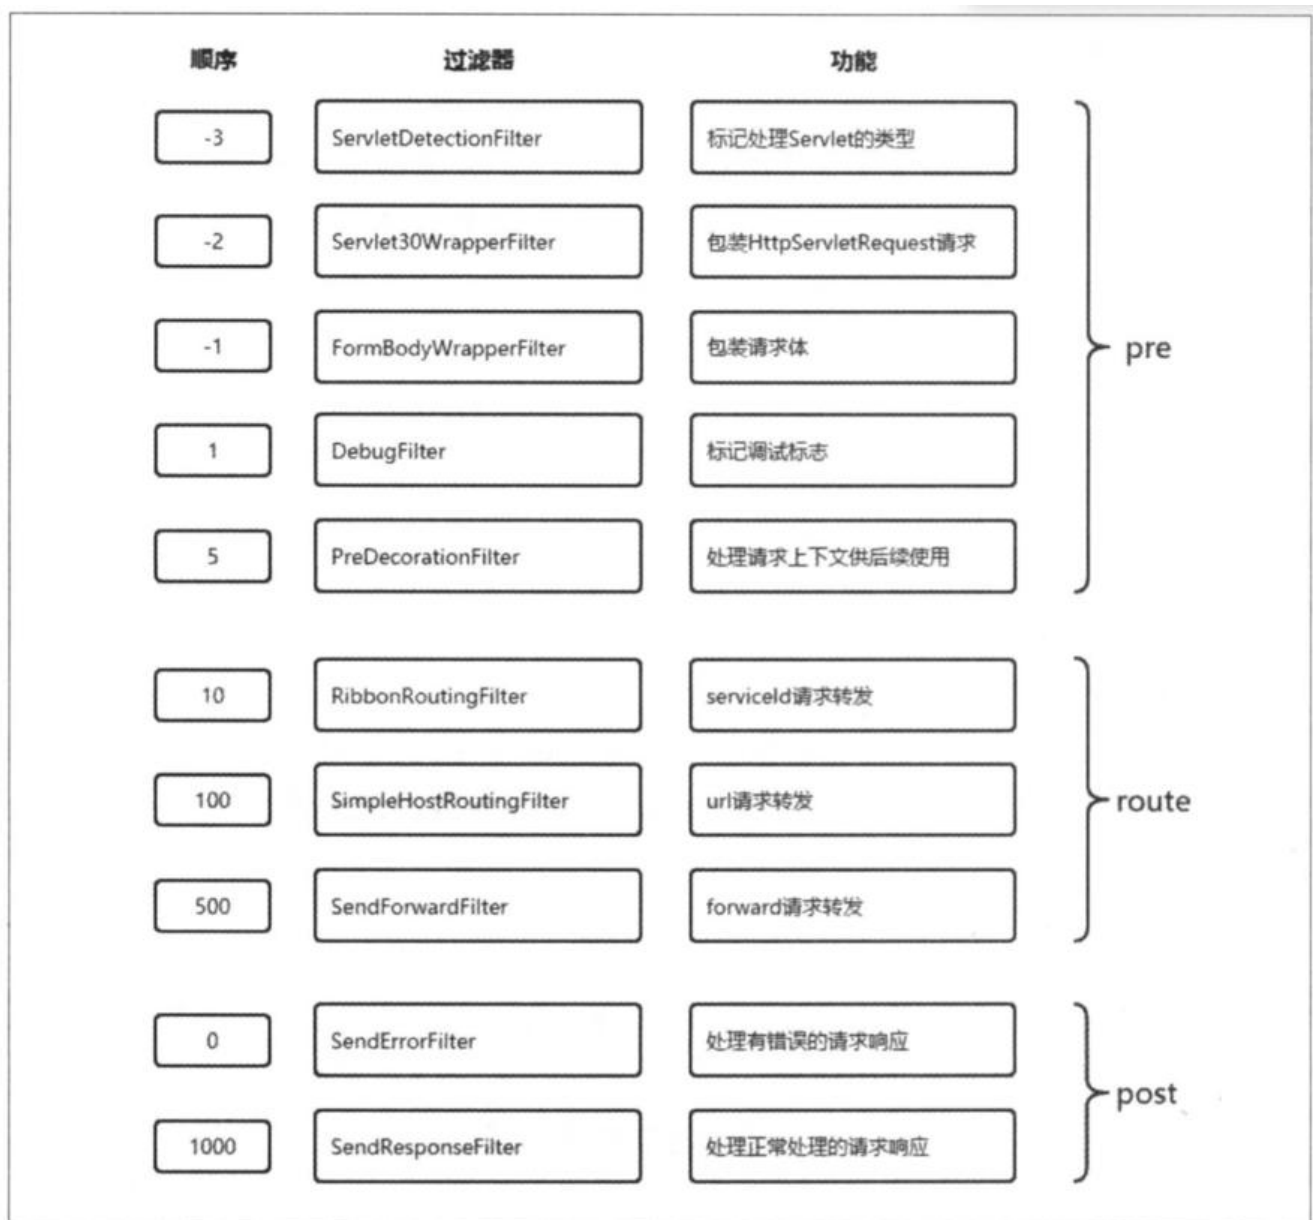 顺序 过滤器 功能
-3 ServletDetectionFilter 标记处理Servlet的类型
-2 Servlet30WrapperFilter 包装HttpServletRequest请求
-1 FormBodyWrapperFilter 包装请求体
pre
1 DebugFilter 标记调试标志
5 PreDecorationFilter 处理请求上下文供后续使用
10 RibbonRoutingFilter serviceId请求转发
100 SimpleHostRoutingFilter url请求转发
route
500 SendForwardFilter forward请求转发
0 SendErrorFilter 处理有错误的请求响应
post
1000 SendResponseFilter 处理正常处理的请求响应